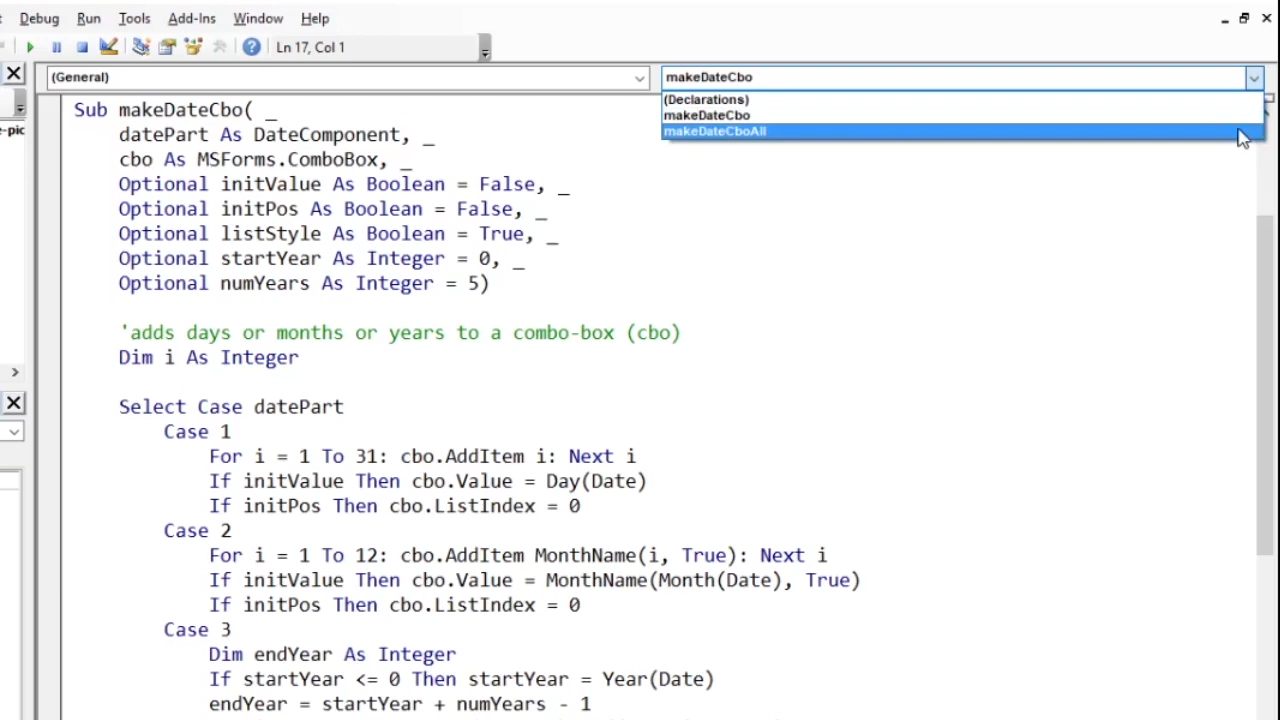 Debug Run Tools Add-Ins Window Help
Ln 17, Col 1
(General) makeDateCbo
(Declarations)
makeDateCbo
makeDateCboAll
e-pic
Sub makeDateCbo( _
datePart As DateComponent, _
cbo As MSForms.ComboBox, _
Optional initValue As Boolean = False, _
Optional initPos As Boolean = False, _
Optional listStyle As Boolean = True, _
Optional startYear As Integer = 0, _
Optional numYears As Integer = 5)
'adds days or months or years to a combo-box (cbo)
Dim i As Integer
Select Case datePart
Case 1
For i = 1 To 31: cbo.AddItem i: Next i
If initValue Then cbo.Value = Day(Date)
If initPos Then cbo.ListIndex = 0
Case 2
For i = 1 To 12: cbo.AddItem MonthName(i, True): Next i
If initValue Then cbo.Value = MonthName(Month(Date), True)
If initPos Then cbo.ListIndex = 0
Case 3
Dim endYear As Integer
If startYear <= 0 Then startYear = Year(Date)
endYear = startYear + numYears - 1